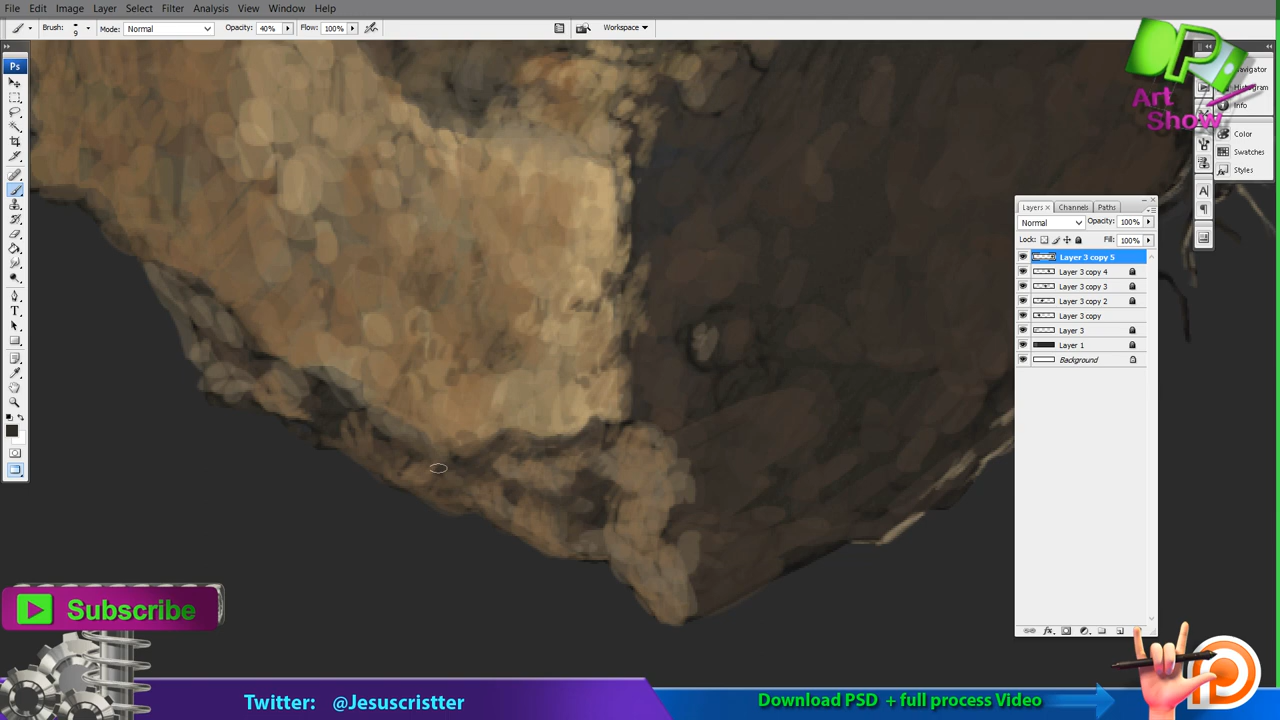 File Edit Image Layer Select Filter Analysis View Window Help
Brush: 9 Mode: Normal Opacity: 40% Flow: 100% Workspace
Ps
DPI
Art
Show
Navigator
Histogram
Info
Color
Swatches
Styles
Layers Channels Paths
Normal Opacity: 100%
Lock: Fill: 100%
Layer 3 copy 5
Layer 3 copy 4
Layer 3 copy 3
Layer 3 copy 2
Layer 3 copy
Layer 3
Layer 1
Background
Subscribe
Twitter: @Jesuscristter
Download PSD + full process Video